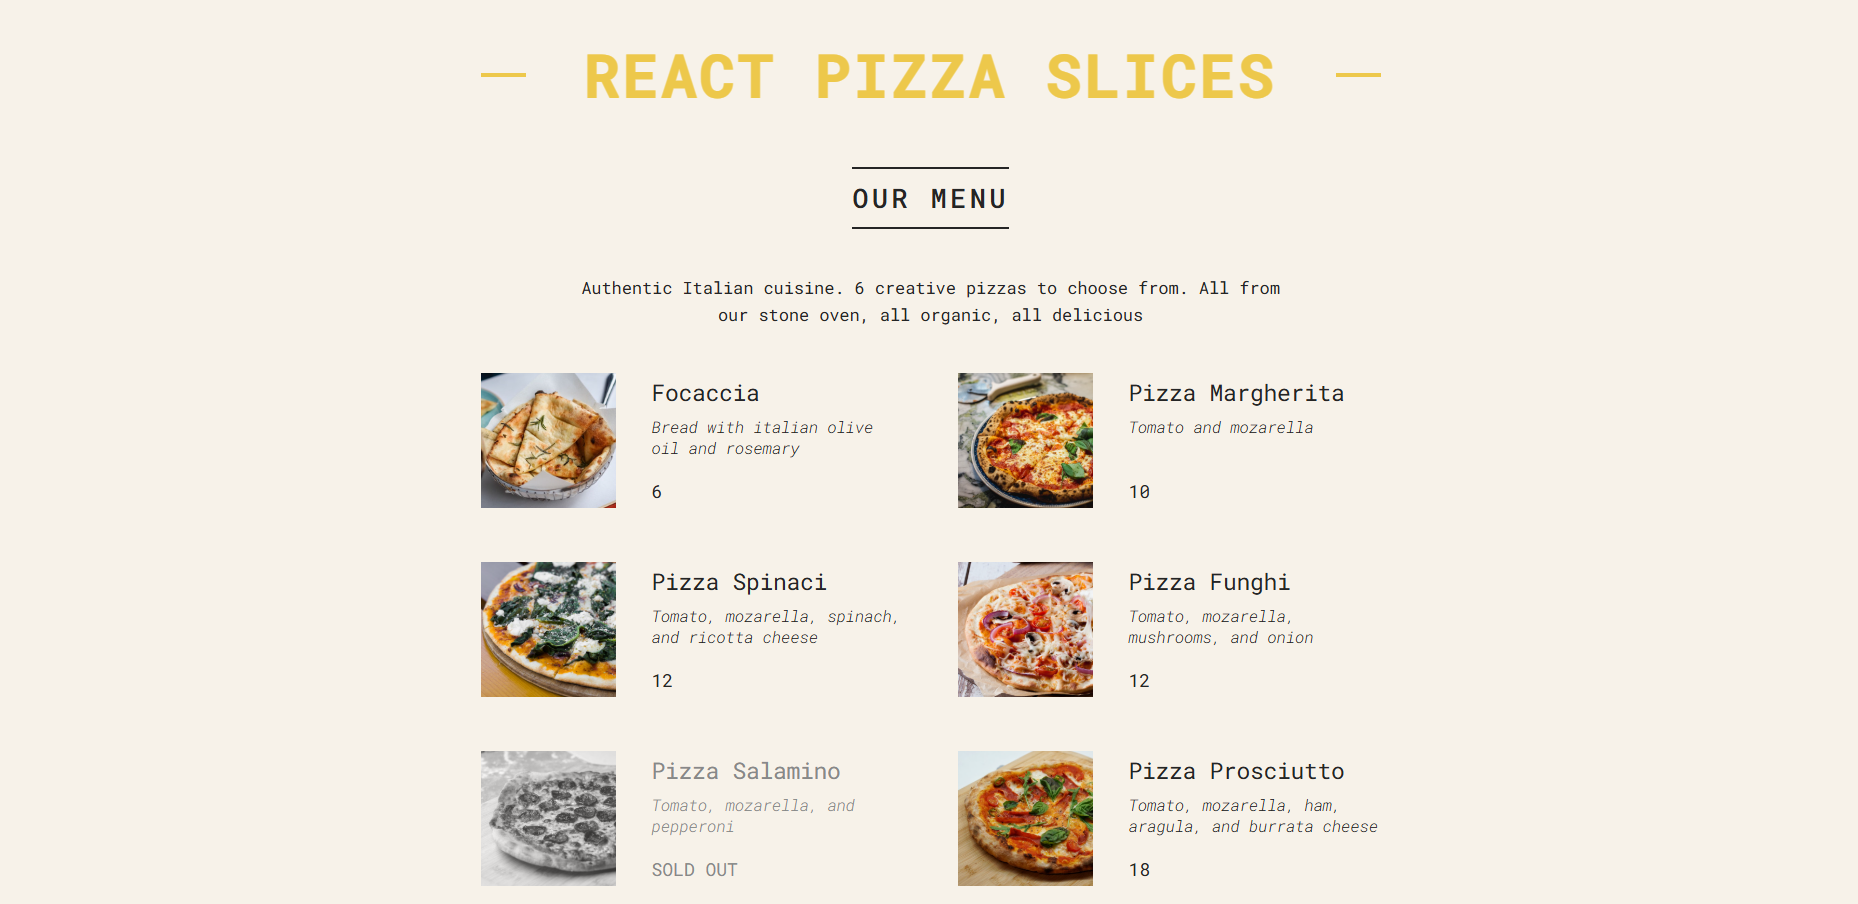 REACT PIZZA SLICES
OUR MENU
Authentic Italian cuisine. 6 creative pizzas to choose from. All from
our stone oven, all organic, all delicious
Focaccia
Bread with italian olive
oil and rosemary
6
Pizza Margherita
Tomato and mozarella
10
Pizza Spinaci
Tomato, mozarella, spinach,
and ricotta cheese
12
Pizza Funghi
Tomato, mozarella,
mushrooms, and onion
12
Pizza Salamino
Tomato, mozarella, and
pepperoni
SOLD OUT
Pizza Prosciutto
Tomato, mozarella, ham,
aragula, and burrata cheese
18